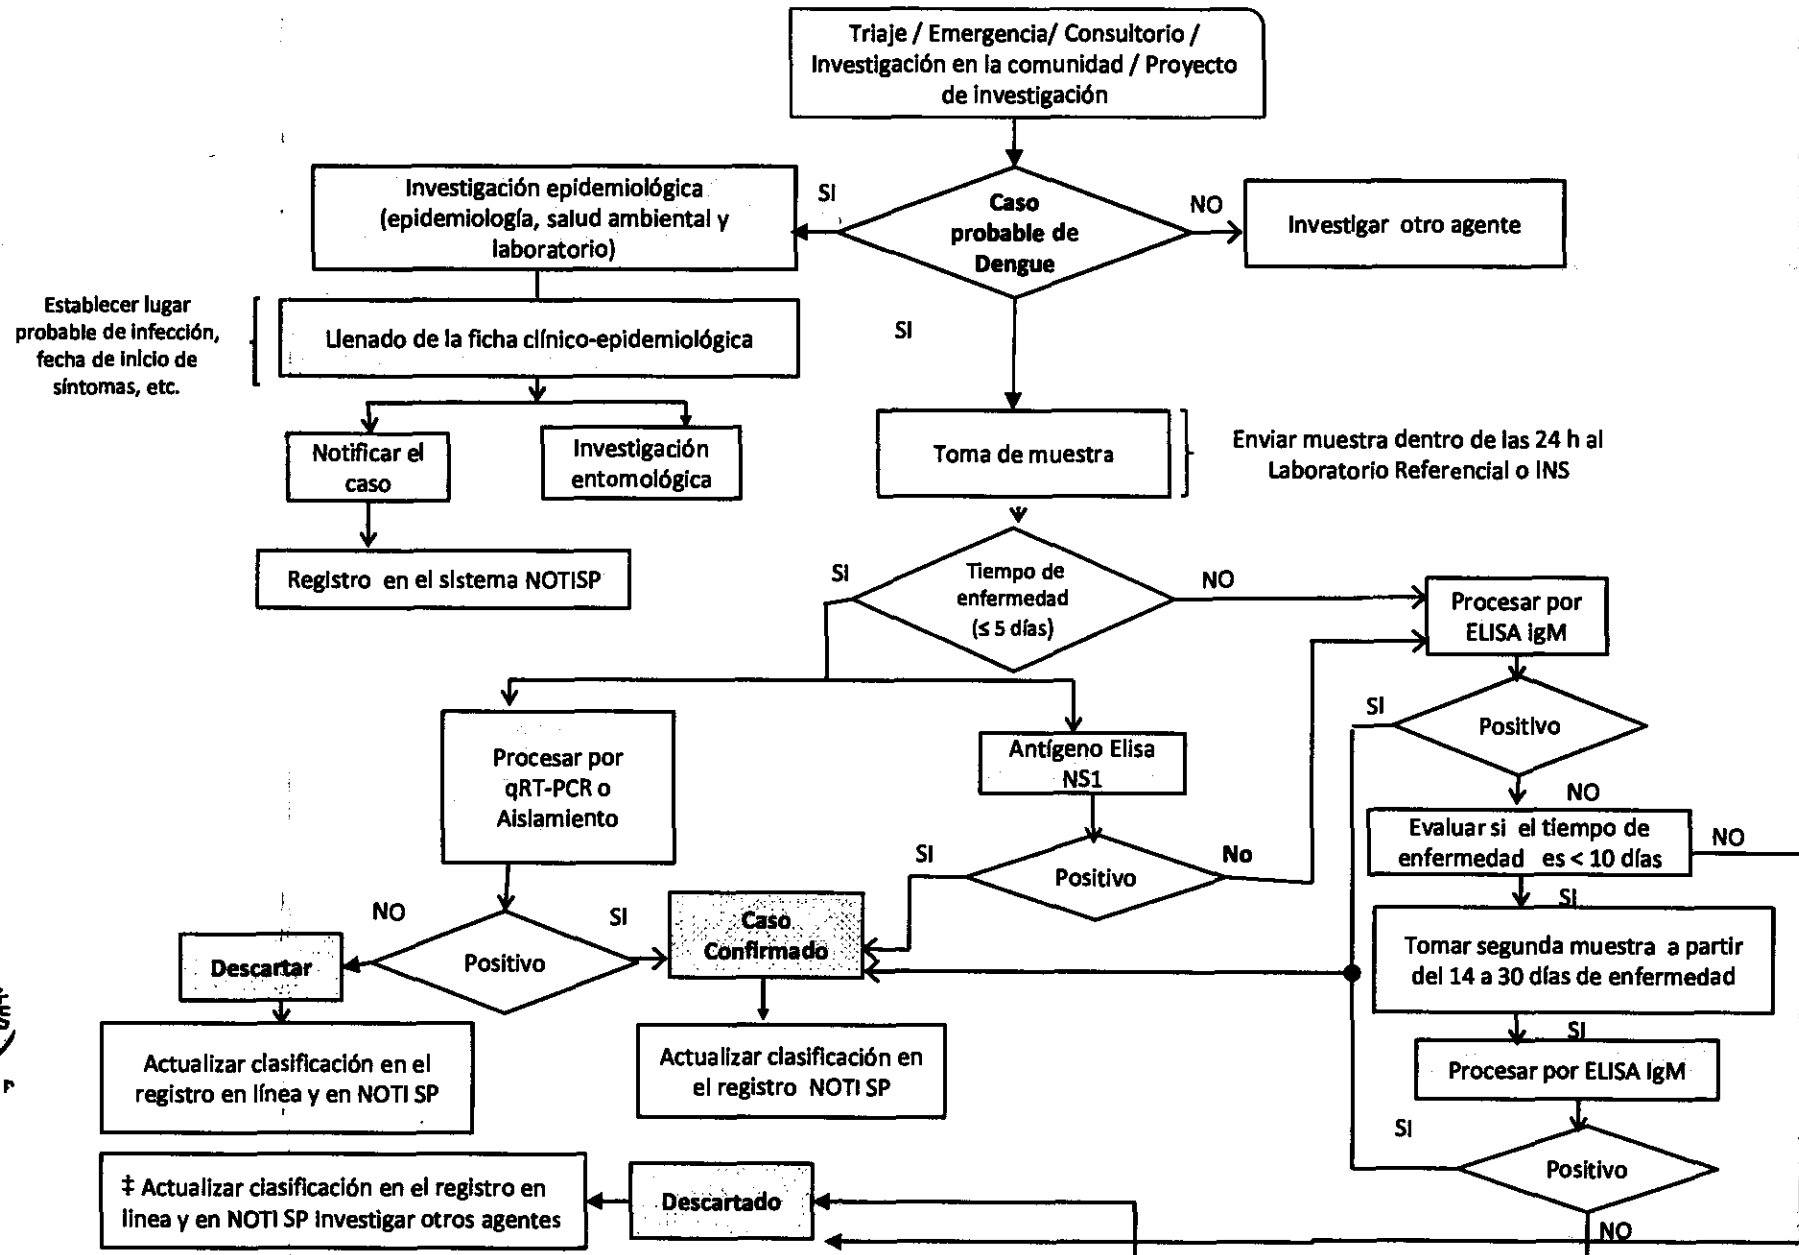 Triaje / Emergencia/ Consultorio /
Investigación en la comunidad / Proyecto
de investigación
Investigación epidemiológica
(epidemiología, salud ambiental y
laboratorio)
SI
Caso
probable de
Dengue
NO
Investigar otro agente
Establecer lugar
probable de infección,
fecha de inicio de
síntomas, etc.
Llenado de la ficha clínico-epidemiológica
SI
Notificar el
caso
Investigación
entomológica
Toma de muestra
Enviar muestra dentro de las 24 h al
Laboratorio Referencial o INS
Registro en el sistema NOTISP
SI
Tiempo de
enfermedad
(≤ 5 días)
NO
Procesar por
ELISA IgM
SI
Positivo
NO
Procesar por
qRT-PCR o
Aislamiento
Antígeno Elisa
NS1
Evaluar si el tiempo de
enfermedad es < 10 días
NO
SI
SI
Positivo
No
NO
Positivo
SI
Descartar
Caso
Confirmado
Tomar segunda muestra a partir
del 14 a 30 días de enfermedad
SI
Actualizar clasificación en el
registro en línea y en NOTI SP
Actualizar clasificación en
el registro NOTI SP
Procesar por ELISA IgM
SI
Positivo
NO
‡ Actualizar clasificación en el registro en
linea y en NOTI SP investigar otros agentes
Descartado